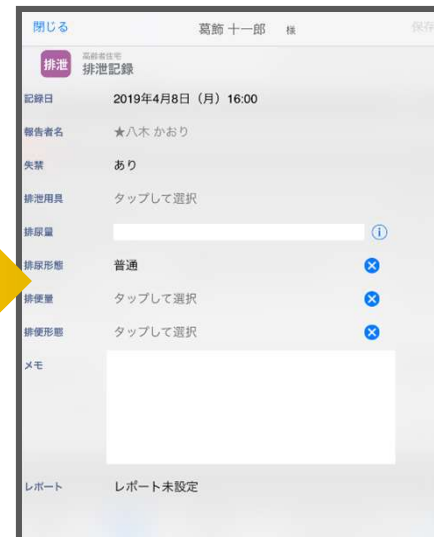 閉じる 葛飾 十一郎 様 保存
排泄 高齢者住宅
排泄記録
記録日 2019年4月8日（月）16:00
報告者名 ★八木 かおり
失禁 あり
排泄用具 タップして選択
排尿量
排尿形態 普通
排便量 タップして選択
排便形態 タップして選択
メモ
レポート レポート未設定